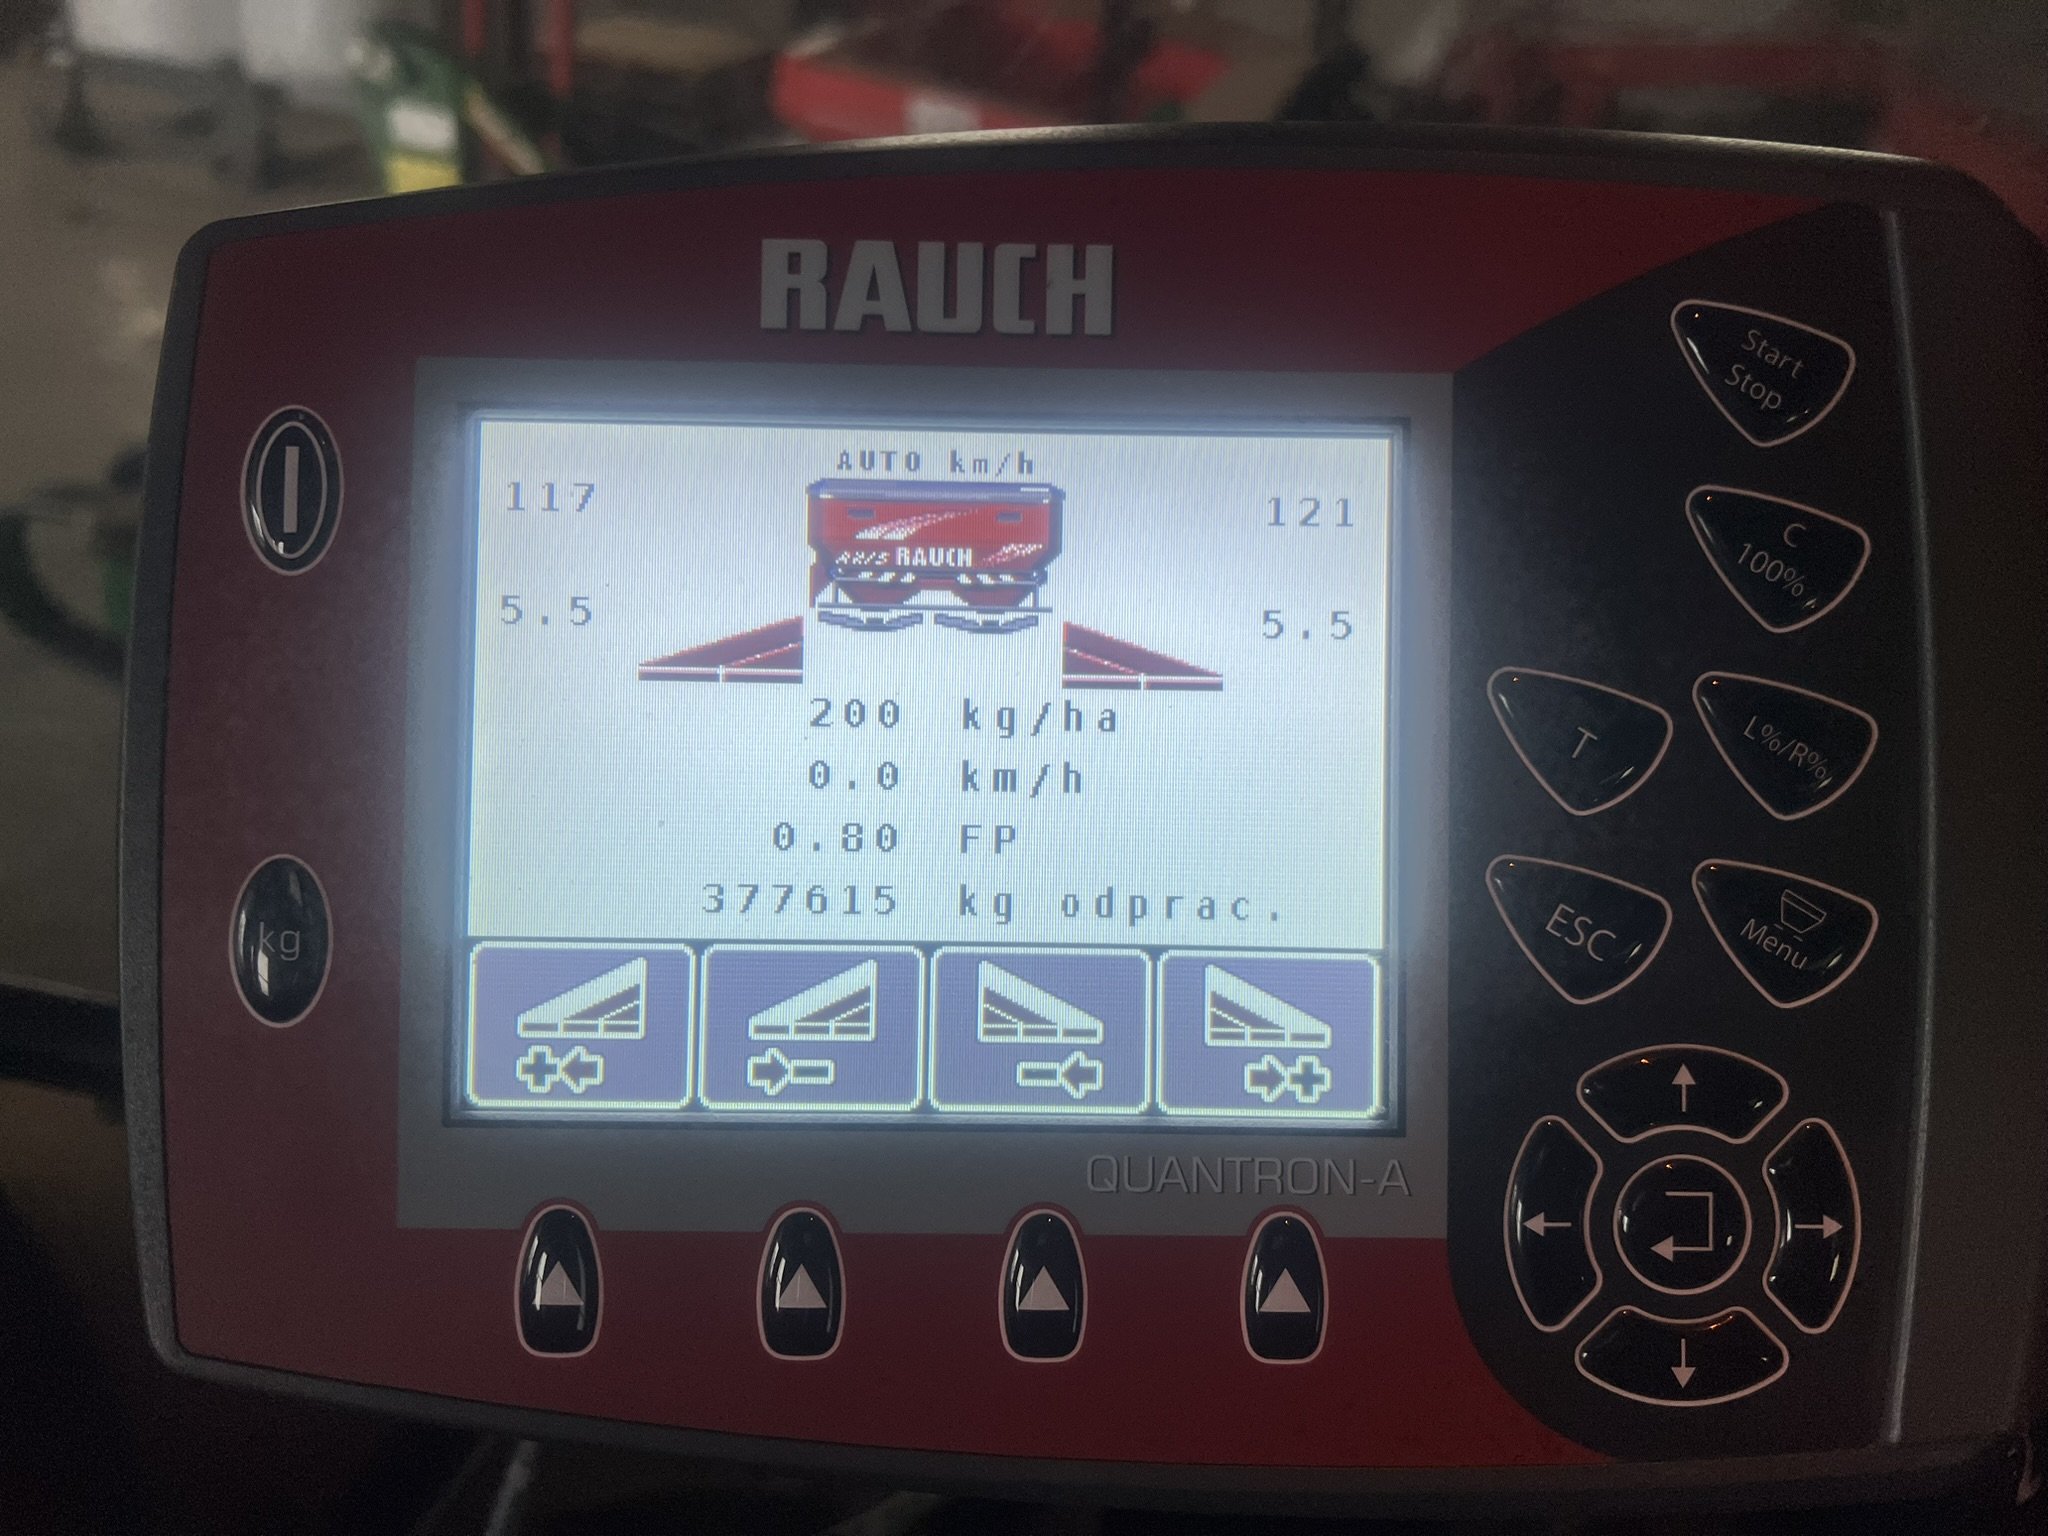 RAUCH
AUTO km/h
117
121
RAUCH
5.5
5.5
200 kg/ha
0.0 km/h
0.80 FP
377615 kg odprac.
QUANTRON-A
kg
Start
Stop
C
100%
T
L%/R%
ESC
Menu